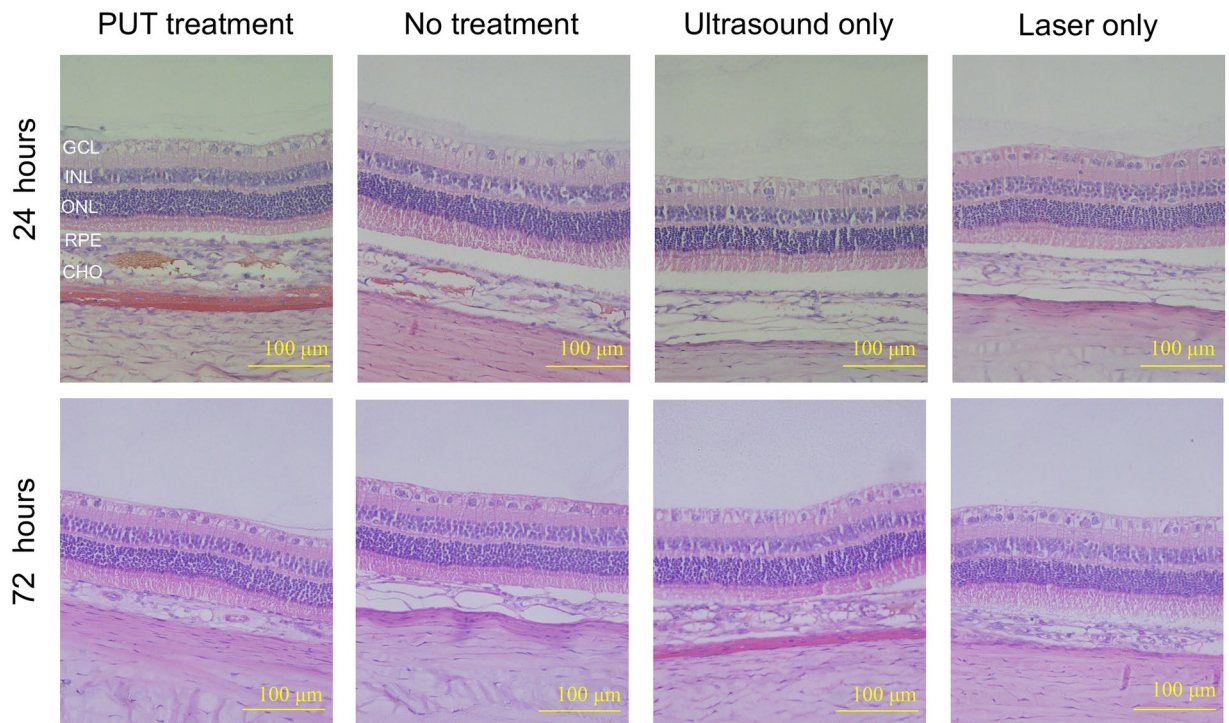 PUT treatment
No treatment
Ultrasound only
Laser only
24 hours
GCL
INL
ONL
RPE
CHO
100 μm
100 μm
100 μm
100 μm
72 hours
100 μm
100 μm
100 μm
100 μm